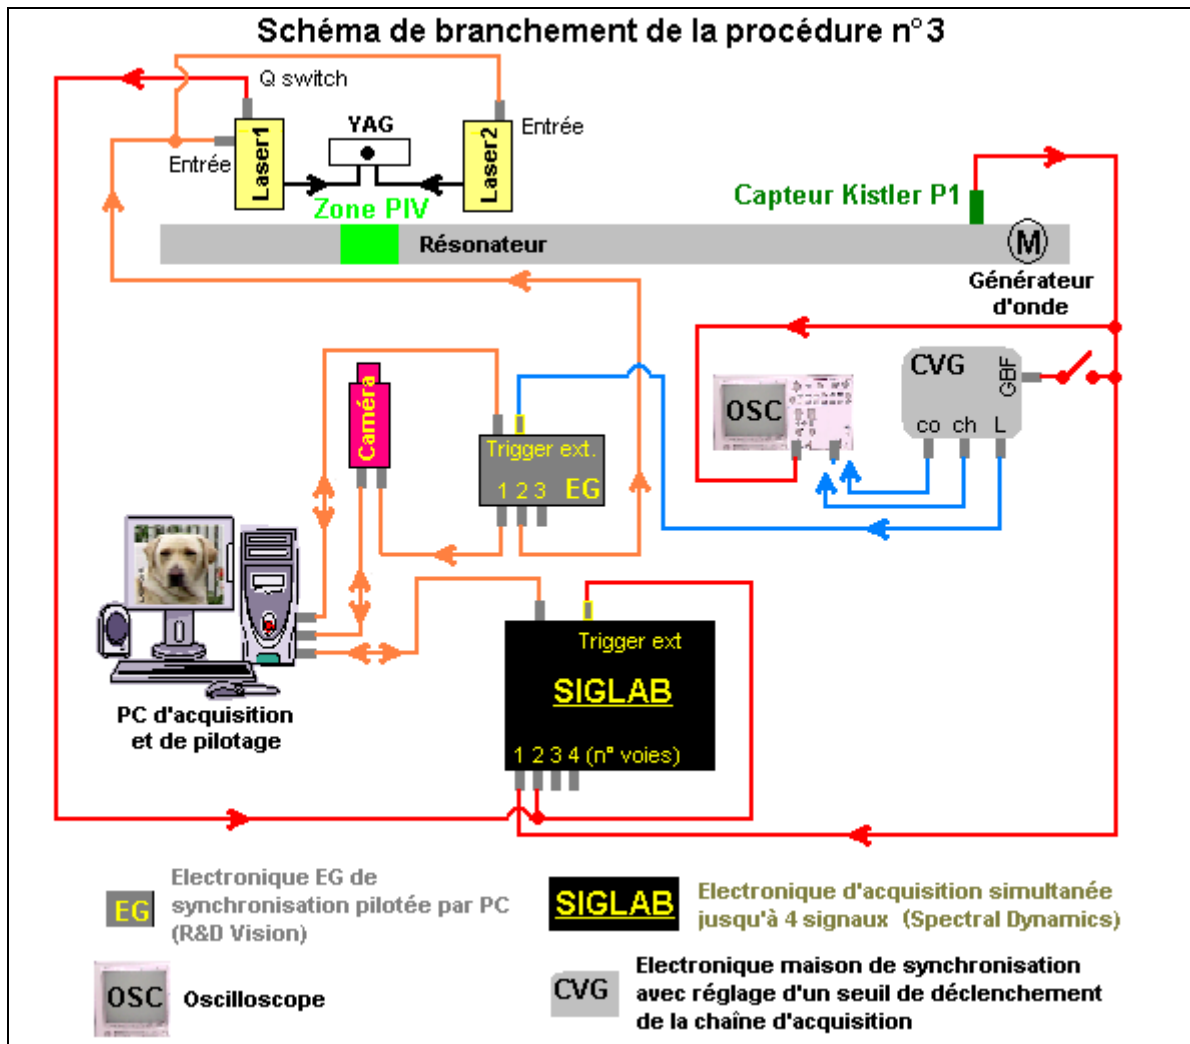 Schéma de branchement de la procédure n°3
Q switch
YAG
Entrée
Entrée
Laser1
Laser2
Zone PIV
Capteur Kistler P1
Résonateur
M
Générateur
d'onde
CVG
GBF
OSC
co ch L
Caméra
Trigger ext.
1 2 3 EG
Trigger ext
SIGLAB
PC d'acquisition
et de pilotage
1 2 3 4 (n° voies)
EG
Electronique EG de
synchronisation pilotée par PC
(R&D Vision)
SIGLAB
Electronique d'acquisition simultanée
jusqu'à 4 signaux (Spectral Dynamics)
OSC
Oscilloscope
CVG
Electronique maison de synchronisation
avec réglage d'un seuil de déclenchement
de la chaîne d'acquisition